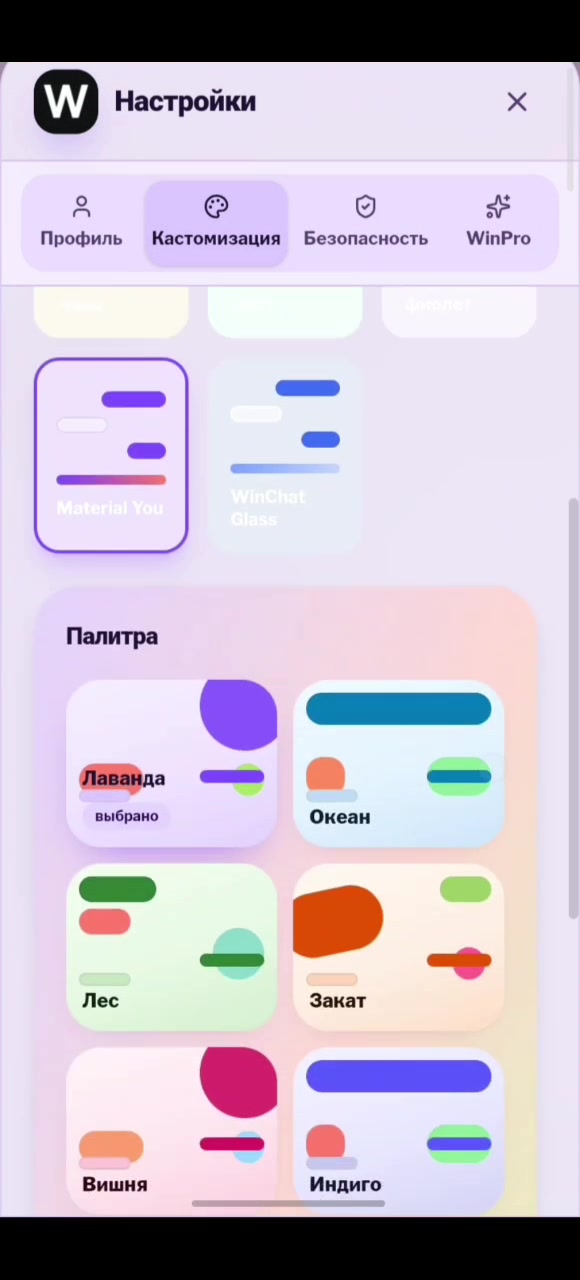 W
Настройки
Профиль
Кастомизация
Безопасность
WinPro
Material You
WinChat
Glass
Палитра
Лаванда
выбрано
Океан
Лес
Закат
Вишня
Индиго